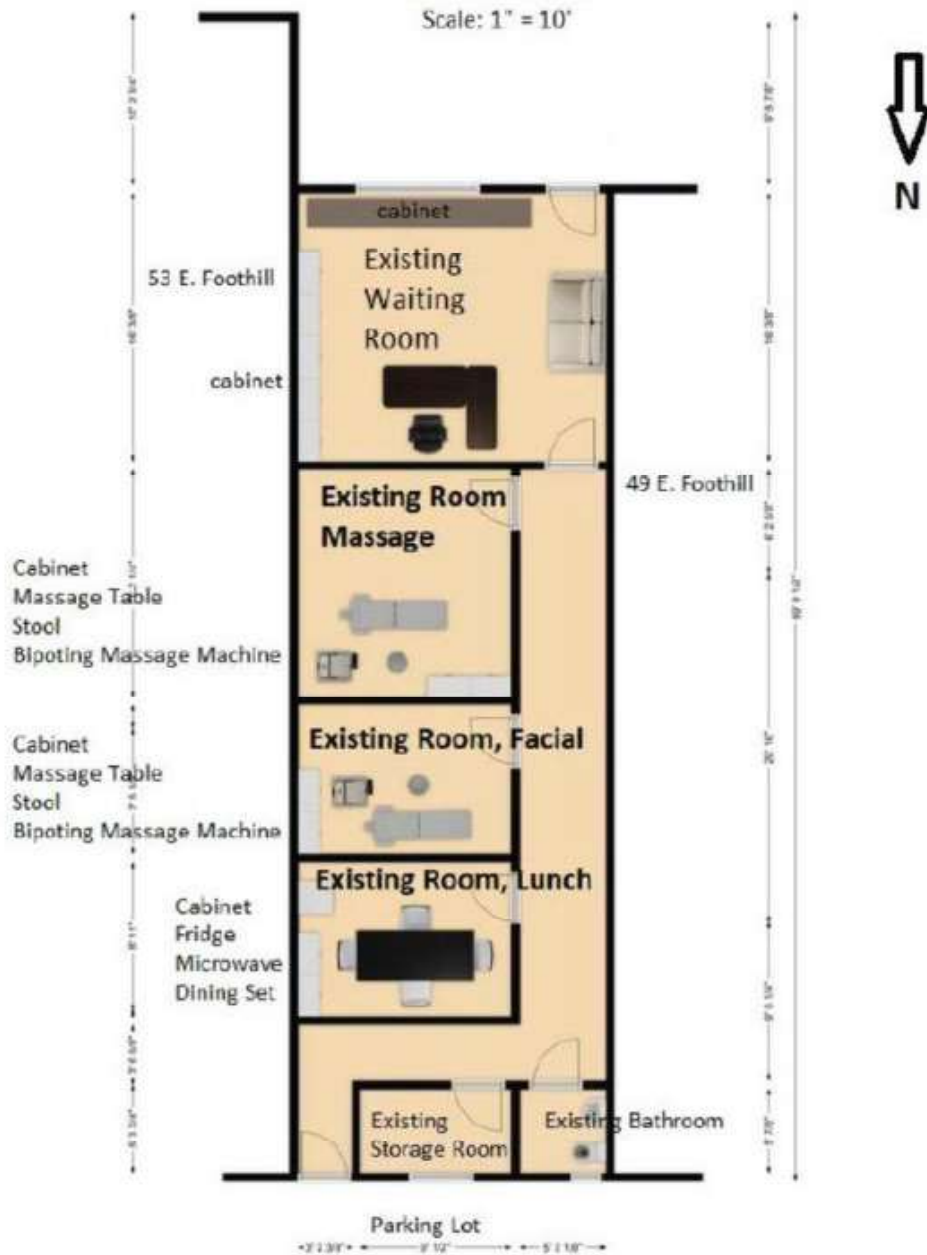 Scale: 1" = 10'
N
cabinet
Existing
Waiting
Room
53 E. Foothill
cabinet
49 E. Foothill
Existing Room
Massage
Cabinet
Massage Table
Stool
Bipoting Massage Machine
Existing Room, Facial
Cabinet
Massage Table
Stool
Bipoting Massage Machine
Existing Room, Lunch
Cabinet
Fridge
Microwave
Dining Set
Existing
Storage Room
Existing Bathroom
Parking Lot